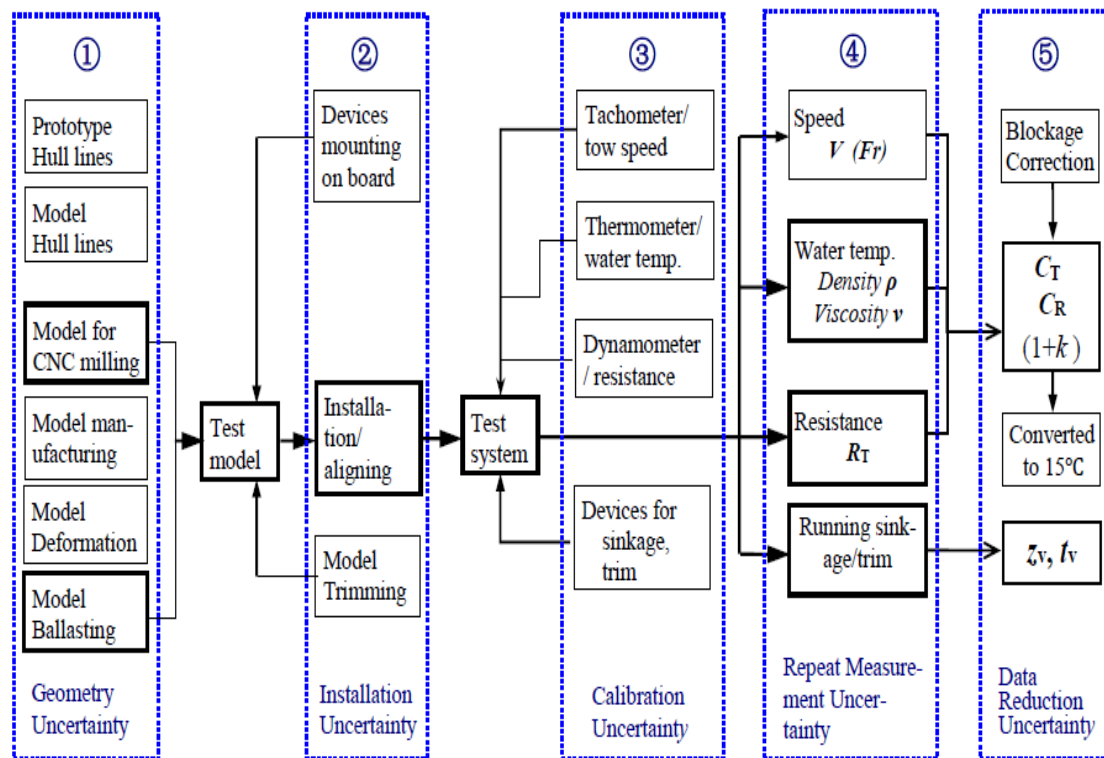 ①
Prototype
Hull lines
Model
Hull lines
Model for
CNC milling
Model man-
ufacturing
Model
Deformation
Model
Ballasting
Geometry
Uncertainty
Test
model
②
Devices
mounting
on board
Installa-
tion/
aligning
Model
Trimming
Installation
Uncertainty
Test
system
③
Tachometer/
tow speed
Thermometer/
water temp.
Dynamometer
/ resistance
Devices for
sinkage,
trim
Calibration
Uncertainty
④
Speed
V (Fr)
Water temp.
Density ρ
Viscosity ν
Resistance
RT
Running sink-
age/trim
Repeat Measure-
ment Uncer-
tainty
⑤
Blockage
Correction
CT
CR
(1+k)
Converted
to 15℃
zv, tv
Data
Reduction
Uncertainty